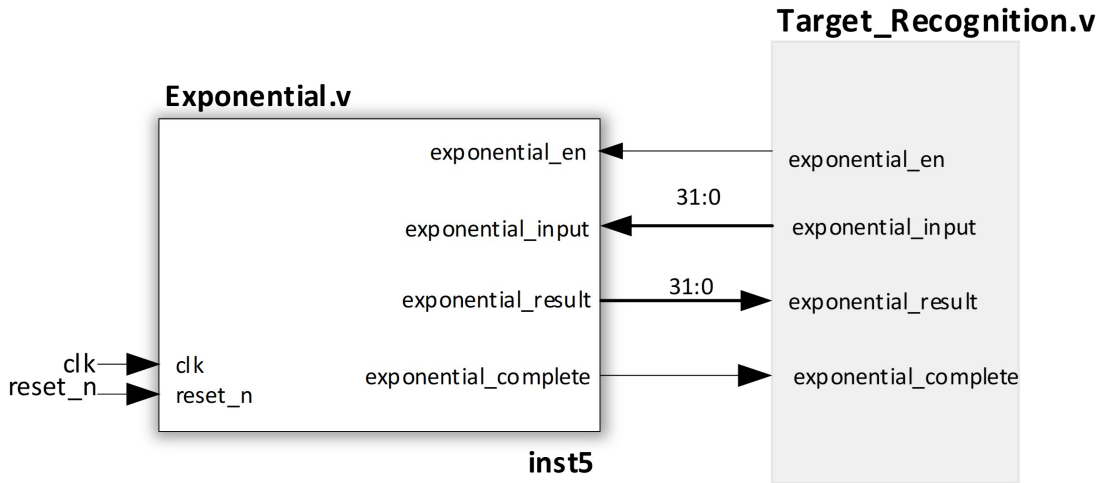 Target_Recognition.v
Exponential.v
exponential_en
exponential_en
31:0
exponential_input
exponential_input
31:0
exponential_result
exponential_result
clk
clk
exponential_complete
exponential_complete
reset_n
reset_n
inst5